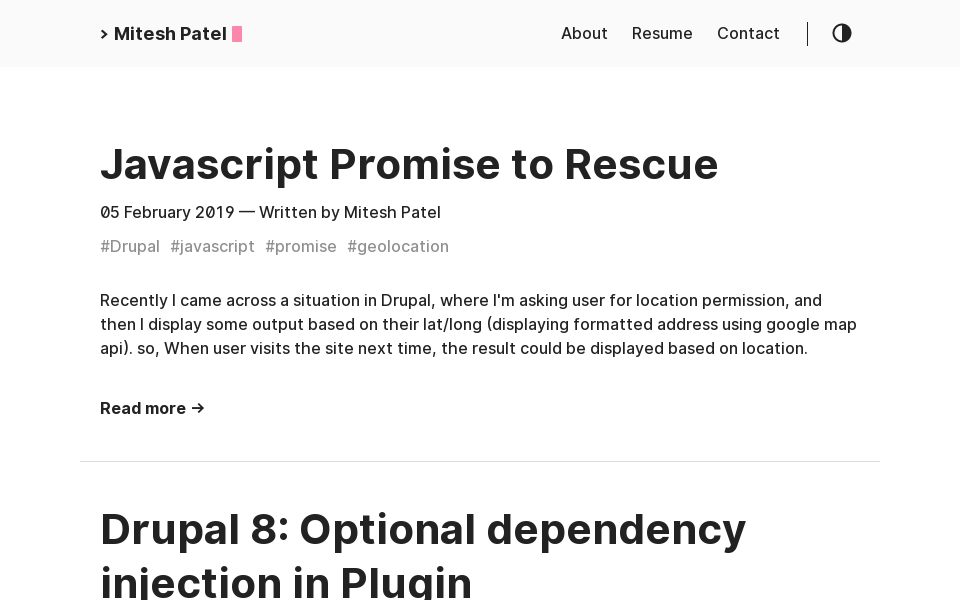 > Mitesh Patel
About Resume Contact
Javascript Promise to Rescue
05 February 2019 — Written by Mitesh Patel
#Drupal #javascript #promise #geolocation
Recently I came across a situation in Drupal, where I'm asking user for location permission, and
then I display some output based on their lat/long (displaying formatted address using google map
api). so, When user visits the site next time, the result could be displayed based on location.
Read more →
Drupal 8: Optional dependency
injection in Plugin